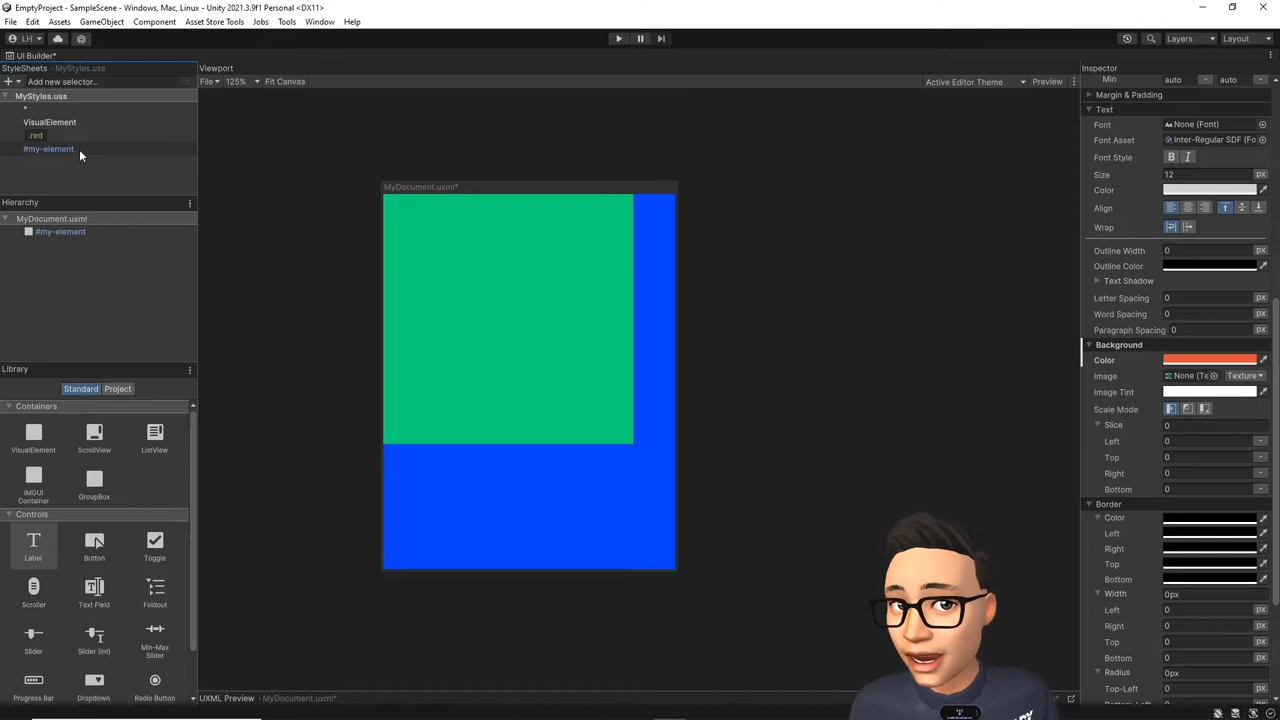 EmptyProject - SampleScene - Windows, Mac, Linux - Unity 2021.3.9f1 Personal <DX11>
File Edit Assets GameObject Component Asset Store Tools Jobs Tools Window Help
LH Layers Layout
UI Builder*
StyleSheets - MyStyles.uss
Add new selector...
MyStyles.uss
*
VisualElement
.red
#my-element
Hierarchy
MyDocument.uxml
#my-element
Library
Standard Project
Containers
VisualElement ScrollView ListView
IMGUI Container GroupBox
Controls
Label Button Toggle
Scroller Text Field Foldout
Slider Slider (Int) Min-Max Slider
Progress Bar Dropdown Radio Button
Viewport
File 125% Fit Canvas Active Editor Theme Preview
MyDocument.uxml*
UXML Preview - MyDocument.uxml*
Inspector
Min auto - auto -
Margin & Padding
Text
Font Aa None (Font)
Font Asset Inter-Regular SDF (Fo
Font Style B I
Size 12 px
Color
Align
Wrap
Outline Width 0 px
Outline Color
Text Shadow
Letter Spacing 0 px
Word Spacing 0 px
Paragraph Spacing 0 px
Background
Color
Image None (Te Texture
Image Tint
Scale Mode
Slice 0
Left 0 -
Top 0 -
Right 0 -
Bottom 0 -
Border
Color
Left
Right
Top
Bottom
Width 0px
Left 0 px
Right 0 px
Top 0 px
Bottom 0 px
Radius 0px
Top-Left 0 px